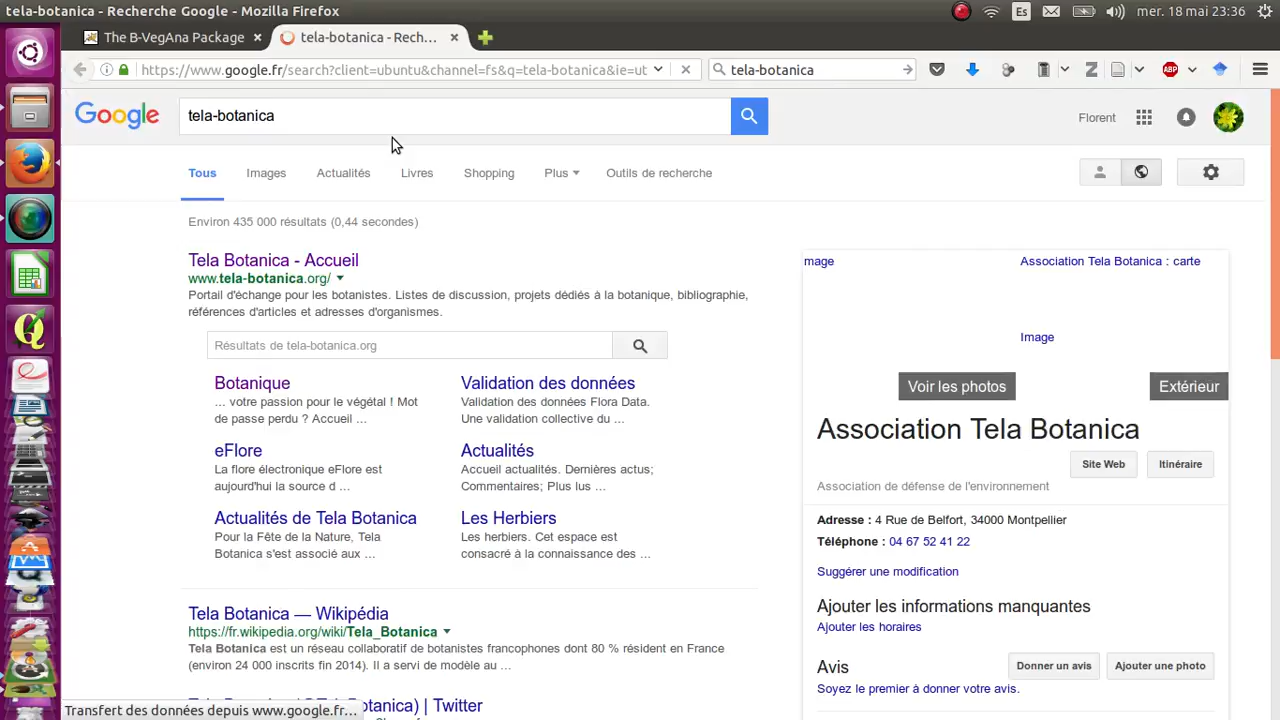 tela-botanica - Recherche Google - Mozilla Firefox
Es
mer. 18 mai 23:36
The B-VegAna Package
tela-botanica - Rech...
https://www.google.fr/search?client=ubuntu&channel=fs&q=tela-botanica&ie=ut
tela-botanica
ABP
Google
tela-botanica
Florent
Tous
Images
Actualités
Livres
Shopping
Plus
Outils de recherche
Environ 435 000 résultats (0,44 secondes)
Tela Botanica - Accueil
www.tela-botanica.org/
Portail d'échange pour les botanistes. Listes de discussion, projets dédiés à la botanique, bibliographie,
références d'articles et adresses d'organismes.
Résultats de tela-botanica.org
Botanique
... votre passion pour le végétal ! Mot
de passe perdu ? Accueil ...
Validation des données
Validation des données Flora Data.
Une validation collective du ...
eFlore
La flore électronique eFlore est
aujourd'hui la source d ...
Actualités
Accueil actualités. Dernières actus;
Commentaires; Plus lus ...
Actualités de Tela Botanica
Pour la Fête de la Nature, Tela
Botanica s'est associé aux ...
Les Herbiers
Les herbiers. Cet espace est
consacré à la connaissance des ...
Tela Botanica — Wikipédia
https://fr.wikipedia.org/wiki/Tela_Botanica
Tela Botanica est un réseau collaboratif de botanistes francophones dont 80 % résident en France
(environ 24 000 inscrits fin 2014). Il a servi de modèle au ...
otanica) | Twitter
Transfert des données depuis www.google.fr...
mage
Association Tela Botanica : carte
Image
Voir les photos
Extérieur
Association Tela Botanica
Site Web
Itinéraire
Association de défense de l'environnement
Adresse : 4 Rue de Belfort, 34000 Montpellier
Téléphone : 04 67 52 41 22
Suggérer une modification
Ajouter les informations manquantes
Ajouter les horaires
Avis
Donner un avis
Ajouter une photo
Soyez le premier à donner votre avis.